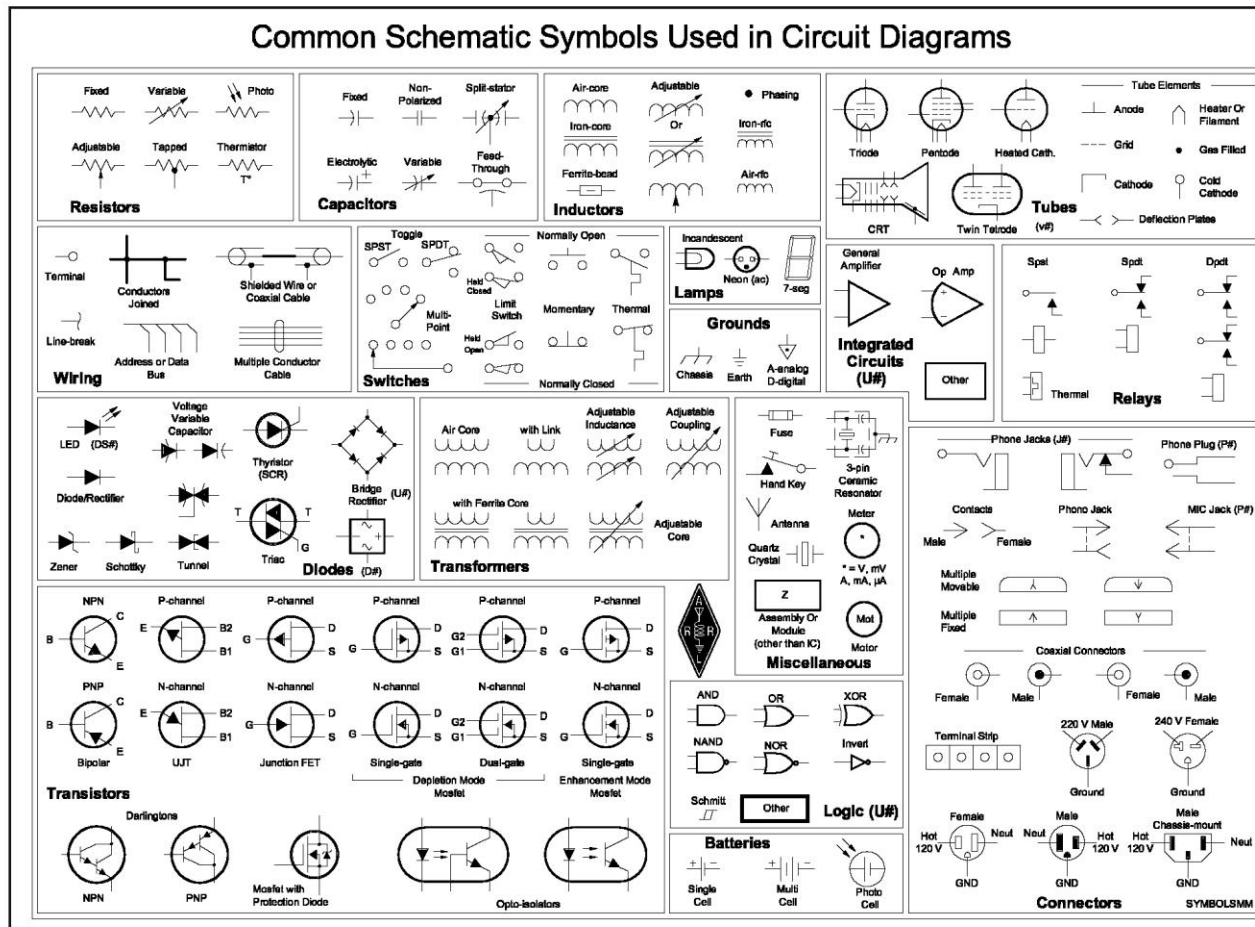 Common Schematic Symbols Used in Circuit Diagrams
Fixed
Variable
Photo
Adjustable
Tapped
Thermistor
T°
Resistors
Fixed
Non-
Polarized
Split-stator
Electrolytic
+
Variable
Feed-
Through
Capacitors
Air-core
Adjustable
Phasing
Iron-core
Or
Iron-rfc
Ferrite-bead
Air-rfc
Inductors
Triode
Pentode
Heated Cath.
CRT
Twin Tetrode
Tube Elements
Anode
Heater Or
Filament
Grid
Gas Filled
Cathode
Cold
Cathode
Deflection Plates
Tubes
(v#)
Terminal
Conductors
Joined
Shielded Wire or
Coaxial Cable
Line-break
Address or Data
Bus
Multiple Conductor
Cable
Wiring
Toggle
SPST
SPDT
Normally Open
Held
Closed
Limit
Switch
Multi-
Point
Momentary
Thermal
Held
Open
Normally Closed
Switches
Incandescent
Neon (ac)
7-seg
Lamps
Grounds
Chassis
Earth
A-analog
D-digital
General
Amplifier
Op Amp
+
-
Integrated
Circuits
(U#)
Other
Spst
Spdt
Dpdt
Thermal
Relays
LED (DS#)
Voltage
Variable
Capacitor
Thyristor
(SCR)
Bridge
Rectifier
(U#)
Diode/Rectifier
T
T
G
Triac
- +
Zener
Schottky
Tunnel
Diodes
(D#)
Air Core
with Link
Adjustable
Inductance
Adjustable
Coupling
with Ferrite Core
Adjustable
Core
Transformers
Fuse
Hand Key
3-pin
Ceramic
Resonator
Antenna
Meter
*
* = V, mV
A, mA, µA
Quartz
Crystal
Z
Assembly Or
Module
(other than IC)
Mot
Motor
Miscellaneous
Phone Jacks (J#)
Phone Plug (P#)
Contacts
Male
Female
Phono Jack
MIC Jack (P#)
Multiple
Movable
Multiple
Fixed
Coaxial Connectors
Female
Male
Female
Male
Terminal Strip
220 V Male
Ground
240 V Female
Ground
Female
Hot
120 V
Neut
GND
Male
Neut
Hot
120 V
GND
Male
Chassis-mount
Hot
120 V
Neut
GND
Connectors
SYMBOLSMM
NPN
P-channel
P-channel
P-channel
P-channel
P-channel
B
C
E
E
B2
B1
G
D
S
G
D
S
G2
G1
D
S
G
D
S
PNP
N-channel
N-channel
N-channel
N-channel
N-channel
B
C
E
E
B2
B1
G
D
S
G
D
S
G2
G1
D
S
G
D
S
Bipolar
UJT
Junction FET
Single-gate
Dual-gate
Single-gate
Depletion Mode
Mosfet
Enhancement Mode
Mosfet
Transistors
Darlingtons
NPN
PNP
Mosfet with
Protection Diode
Opto-isolators
A
R R
L
AND
OR
XOR
NAND
NOR
Invert
Schmitt
Other
Logic (U#)
Batteries
+
Single
Cell
+
Multi
Cell
+
Photo
Cell